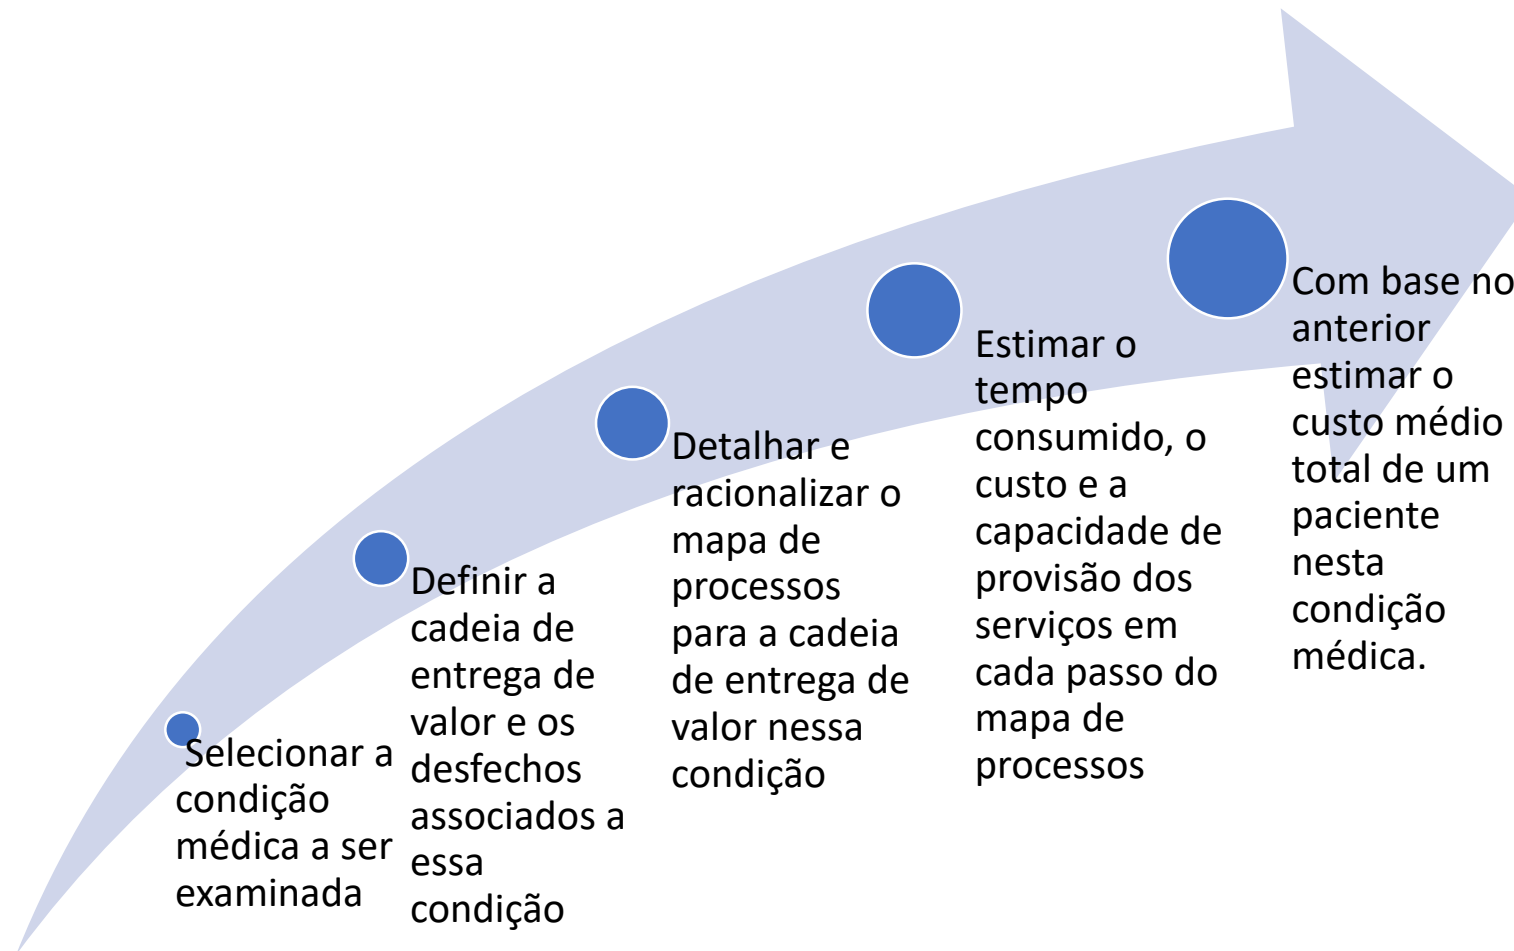 Selecionar a
condição
médica a ser
examinada
Definir a
cadeia de
entrega de
valor e os
desfechos
associados a
essa
condição
Detalhar e
racionalizar o
mapa de
processos
para a cadeia
de entrega de
valor nessa
condição
Estimar o
tempo
consumido, o
custo e a
capacidade de
provisão dos
serviços em
cada passo do
mapa de
processos
Com base no
anterior
estimar o
custo médio
total de um
paciente
nesta
condição
médica.